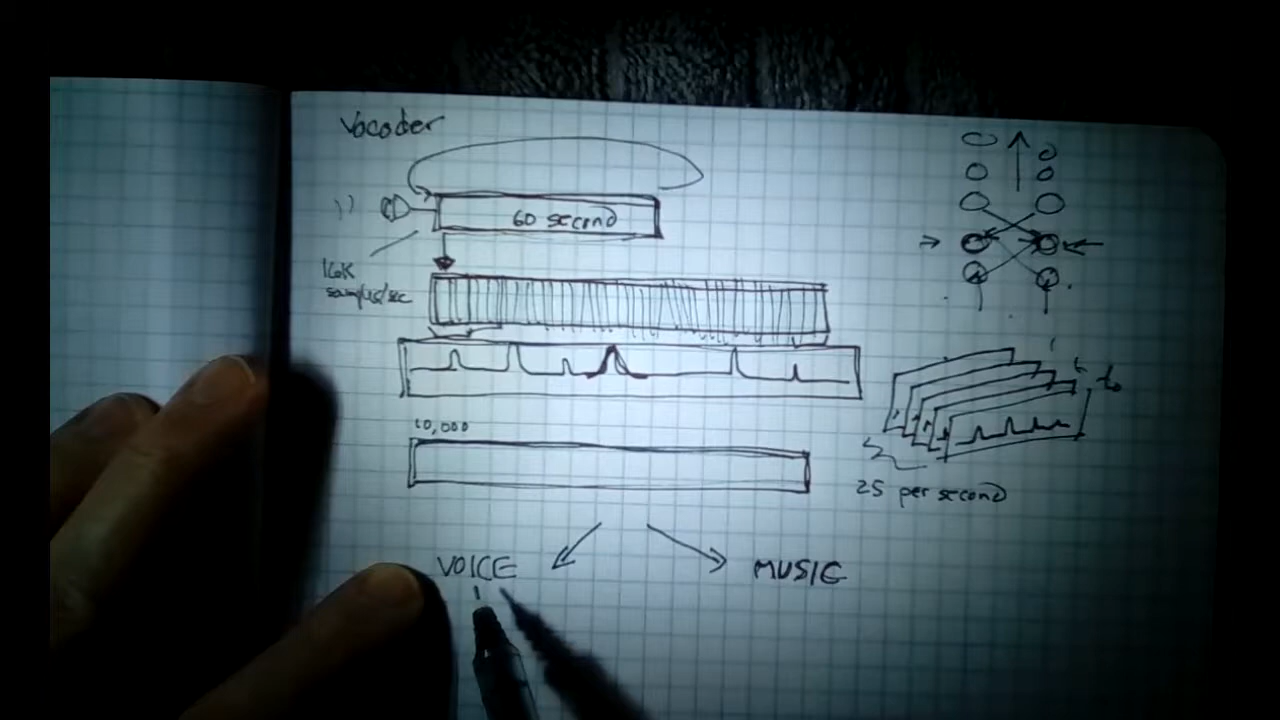 Vocoder
60 second
16K
samples/sec
10,000
25 per second
VOICE
MUSIC